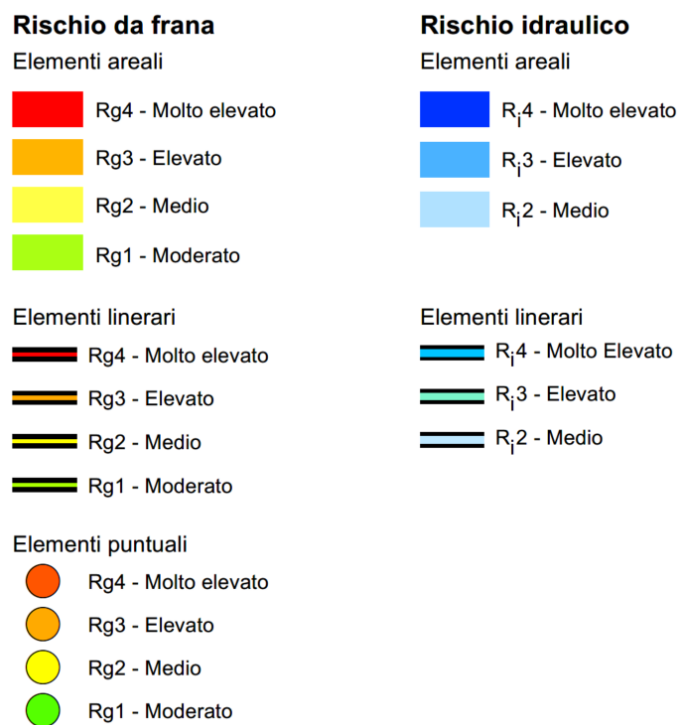 Rischio da frana
Elementi areali
Rg4 - Molto elevato
Rg3 - Elevato
Rg2 - Medio
Rg1 - Moderato
Elementi linerari
Rg4 - Molto elevato
Rg3 - Elevato
Rg2 - Medio
Rg1 - Moderato
Elementi puntuali
Rg4 - Molto elevato
Rg3 - Elevato
Rg2 - Medio
Rg1 - Moderato
Rischio idraulico
Elementi areali
Ri4 - Molto elevato
Ri3 - Elevato
Ri2 - Medio
Elementi linerari
Ri4 - Molto Elevato
Ri3 - Elevato
Ri2 - Medio